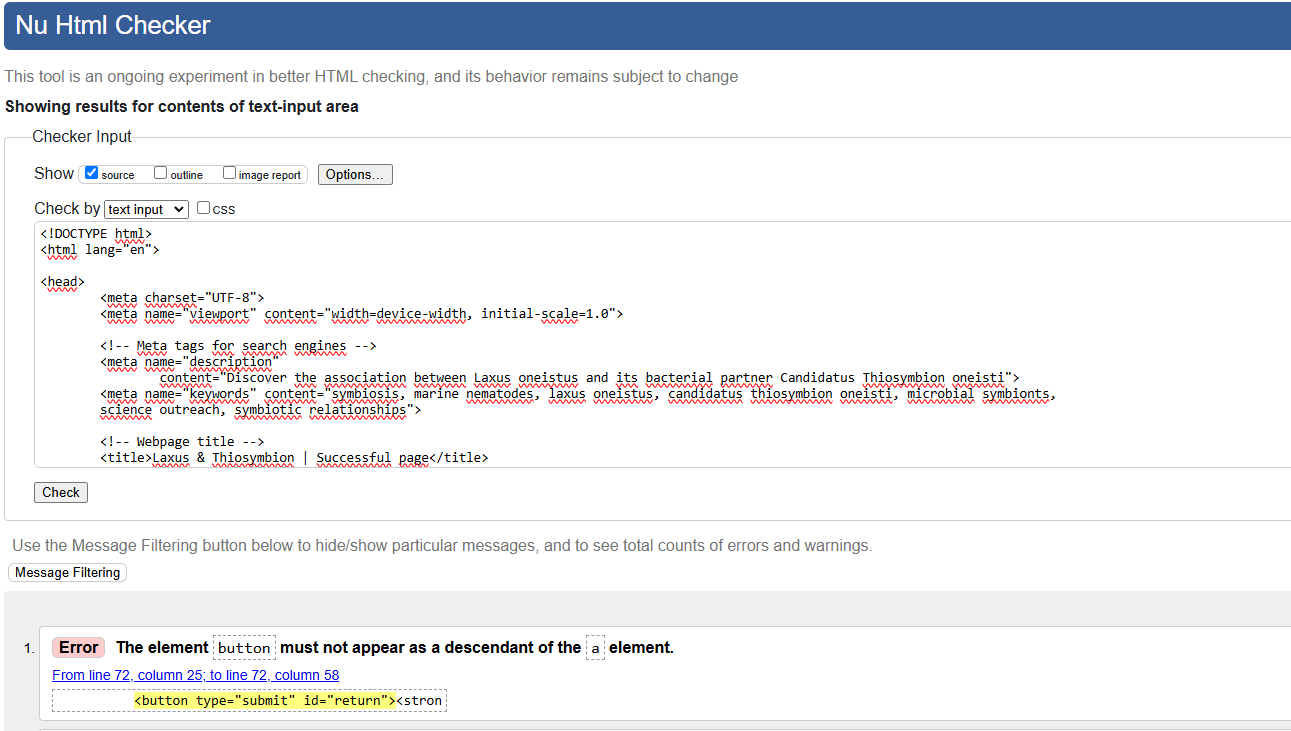 Nu Html Checker
This tool is an ongoing experiment in better HTML checking, and its behavior remains subject to change
Showing results for contents of text-input area
Checker Input
Show source outline image report Options...
Check by text input css
<!DOCTYPE html>
<html lang="en">
<head>
<meta charset="UTF-8">
<meta name="viewport" content="width=device-width, initial-scale=1.0">
<!-- Meta tags for search engines -->
<meta name="description"
content="Discover the association between Laxus oneistus and its bacterial partner Candidatus Thiosymbion oneisti">
<meta name="keywords" content="symbiosis, marine nematodes, laxus oneistus, candidatus thiosymbion oneisti, microbial symbionts,
science outreach, symbiotic relationships">
<!-- Webpage title -->
<title>Laxus & Thiosymbion | Successful page</title>
Check
Use the Message Filtering button below to hide/show particular messages, and to see total counts of errors and warnings.
Message Filtering
1. Error The element button must not appear as a descendant of the a element.
From line 72, column 25; to line 72, column 58
<button type="submit" id="return"><stron